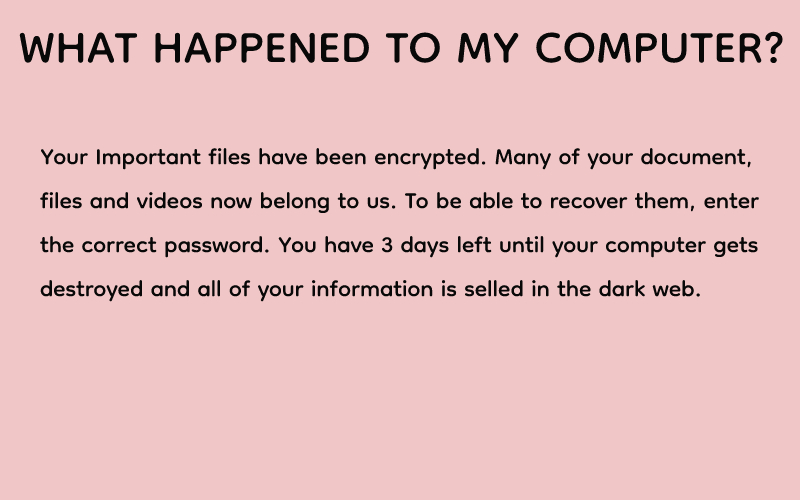 WHAT HAPPENED TO MY COMPUTER?
Your Important files have been encrypted. Many of your document,
files and videos now belong to us. To be able to recover them, enter
the correct password. You have 3 days left until your computer gets
destroyed and all of your information is selled in the dark web.